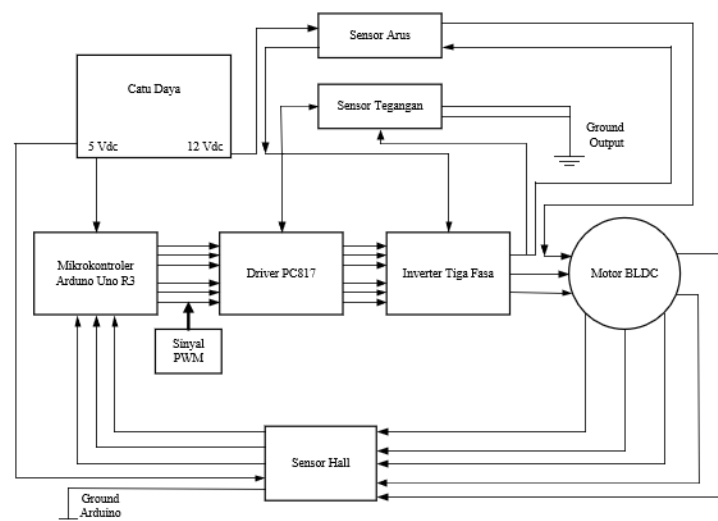 Sensor Arus
Catu Daya
Sensor Tegangan
5 Vdc
12 Vdc
Ground
Output
Mikrokontroler
Arduno Uno R3
Driver PC817
Inverter Tiga Fasa
Motor BLDC
Sinyal
PWM
Sensor Hall
Ground
Arduino